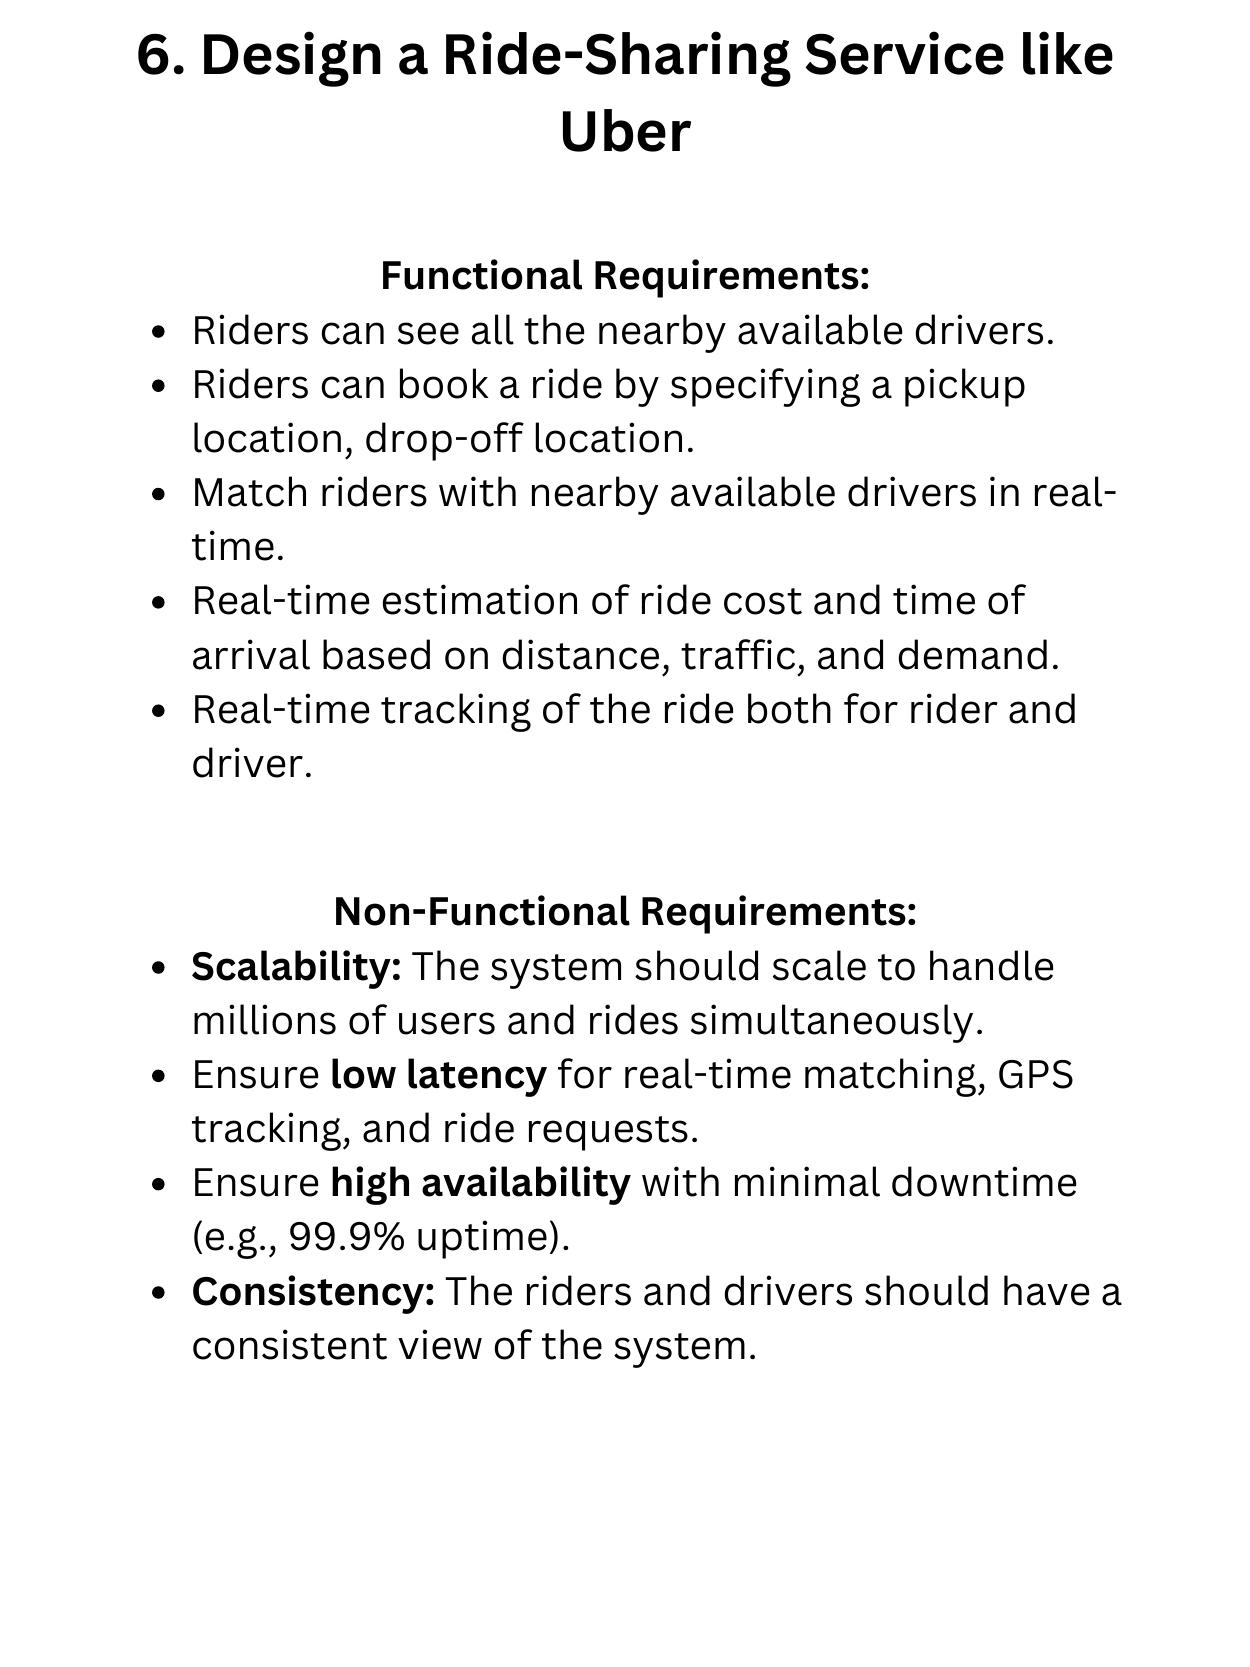 6. Design a Ride-Sharing Service like
Uber
Functional Requirements:
• Riders can see all the nearby available drivers.
• Riders can book a ride by specifying a pickup
location, drop-off location.
• Match riders with nearby available drivers in real-
time.
• Real-time estimation of ride cost and time of
arrival based on distance, traffic, and demand.
• Real-time tracking of the ride both for rider and
driver.
Non-Functional Requirements:
• Scalability: The system should scale to handle
millions of users and rides simultaneously.
• Ensure low latency for real-time matching, GPS
tracking, and ride requests.
• Ensure high availability with minimal downtime
(e.g., 99.9% uptime).
• Consistency: The riders and drivers should have a
consistent view of the system.